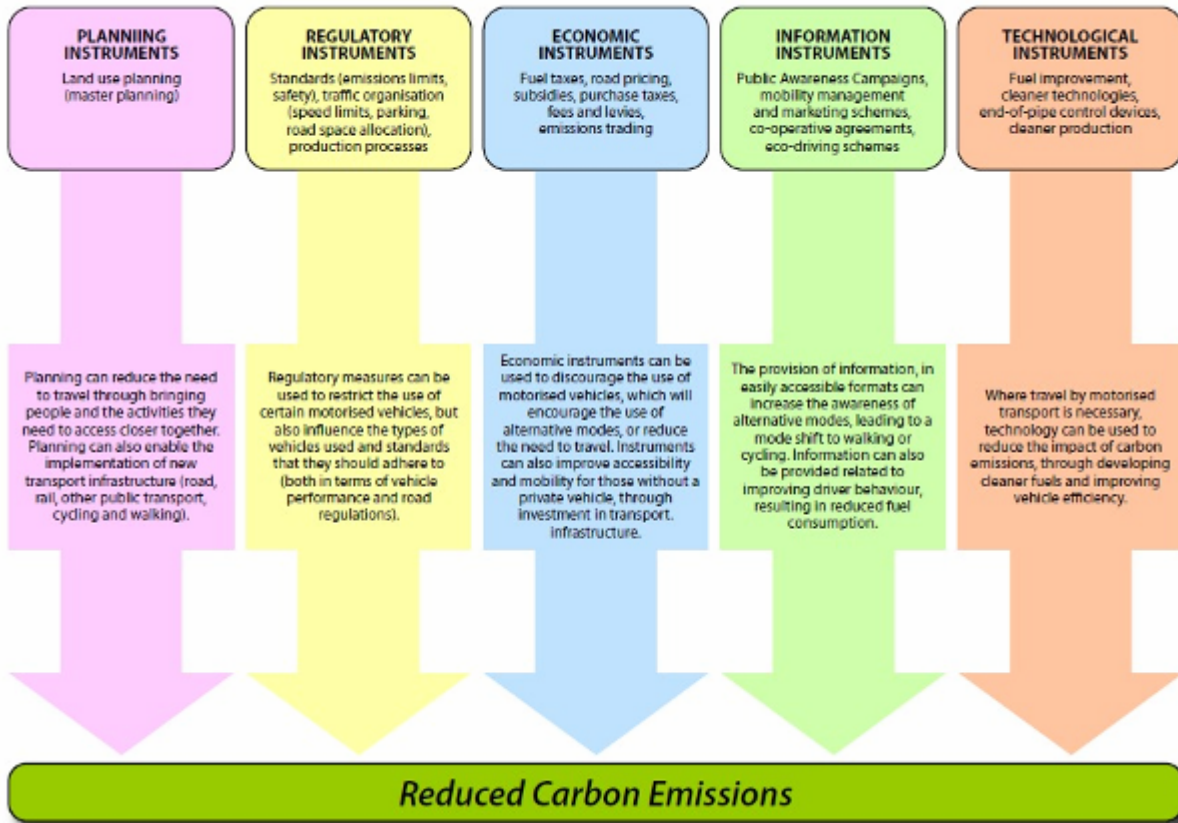 PLANNIING
INSTRUMENTS
Land use planning
(master planning)
REGULATORY
INSTRUMENTS
Standards (emissions limits,
safety), traffic organisation
(speed limits, parking,
road space allocation),
production processes
ECONOMIC
INSTRUMENTS
Fuel taxes, road pricing,
subsidies, purchase taxes,
fees and levies,
emissions trading
INFORMATION
INSTRUMENTS
Public Awareness Campaigns,
mobility management
and marketing schemes,
co-operative agreements,
eco-driving schemes
TECHNOLOGICAL
INSTRUMENTS
Fuel improvement,
cleaner technologies,
end-of-pipe control devices,
cleaner production
Planning can reduce the need
to travel through bringing
people and the activities they
need to access closer together.
Planning can also enable the
implementation of new
transport infrastructure (road,
rail, other public transport,
cycling and walking).
Regulatory measures can be
used to restrict the use of
certain motorised vehicles, but
also influence the types of
vehicles used and standards
that they should adhere to
(both in terms of vehicle
performance and road
regulations).
Economic instruments can be
used to discourage the use of
motorised vehicles, which will
encourage the use of
alternative modes, or reduce
the need to travel. Instruments
can also improve accessibility
and mobility for those without a
private vehicle, through
investment in transport.
infrastructure.
The provision of information, in
easily accessible formats can
increase the awareness of
alternative modes, leading to a
mode shift to walking or
cycling. Information can also
be provided related to
improving driver behaviour,
resulting in reduced fuel
consumption.
Where travel by motorised
transport is necessary,
technology can be used to
reduce the impact of carbon
emissions, through developing
cleaner fuels and improving
vehicle efficiency.
Reduced Carbon Emissions